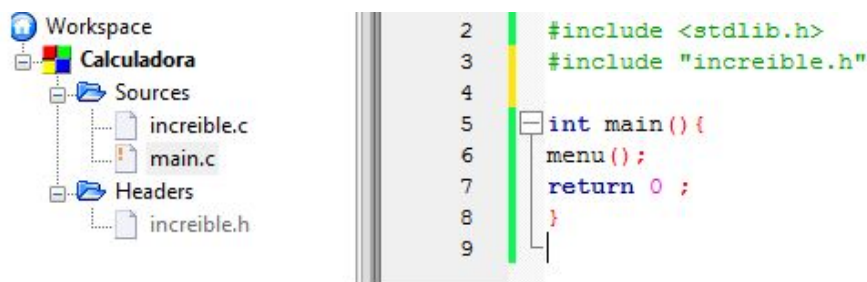 Workspace
Calculadora
Sources
increible.c
main.c
Headers
increible.h
2 #include <stdlib.h>
3 #include "increible.h"
4
5 int main(){
6 menu();
7 return 0 ;
8 }
9